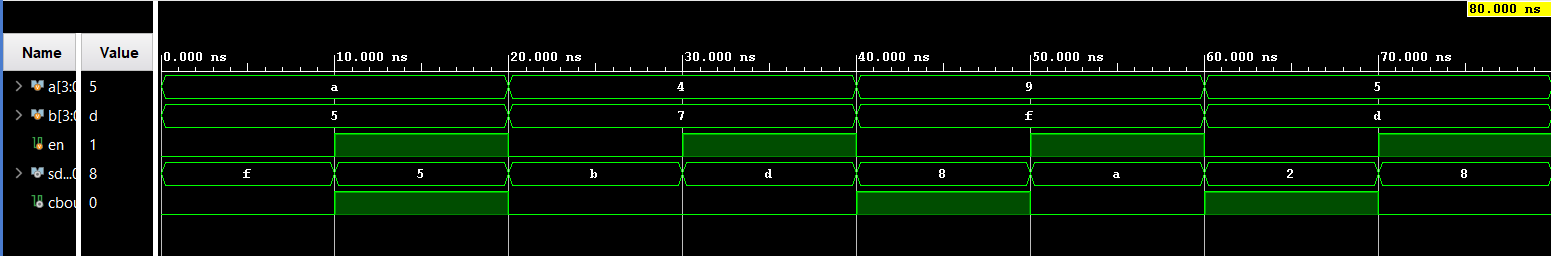 80.000 ns
Name Value
0.000 ns 10.000 ns 20.000 ns 30.000 ns 40.000 ns 50.000 ns 60.000 ns 70.000 ns
a[3:0 5 a 4 9 5
b[3:0 d 5 7 f d
en 1
sd...0 8 f 5 b d 8 a 2 8
cbou 0